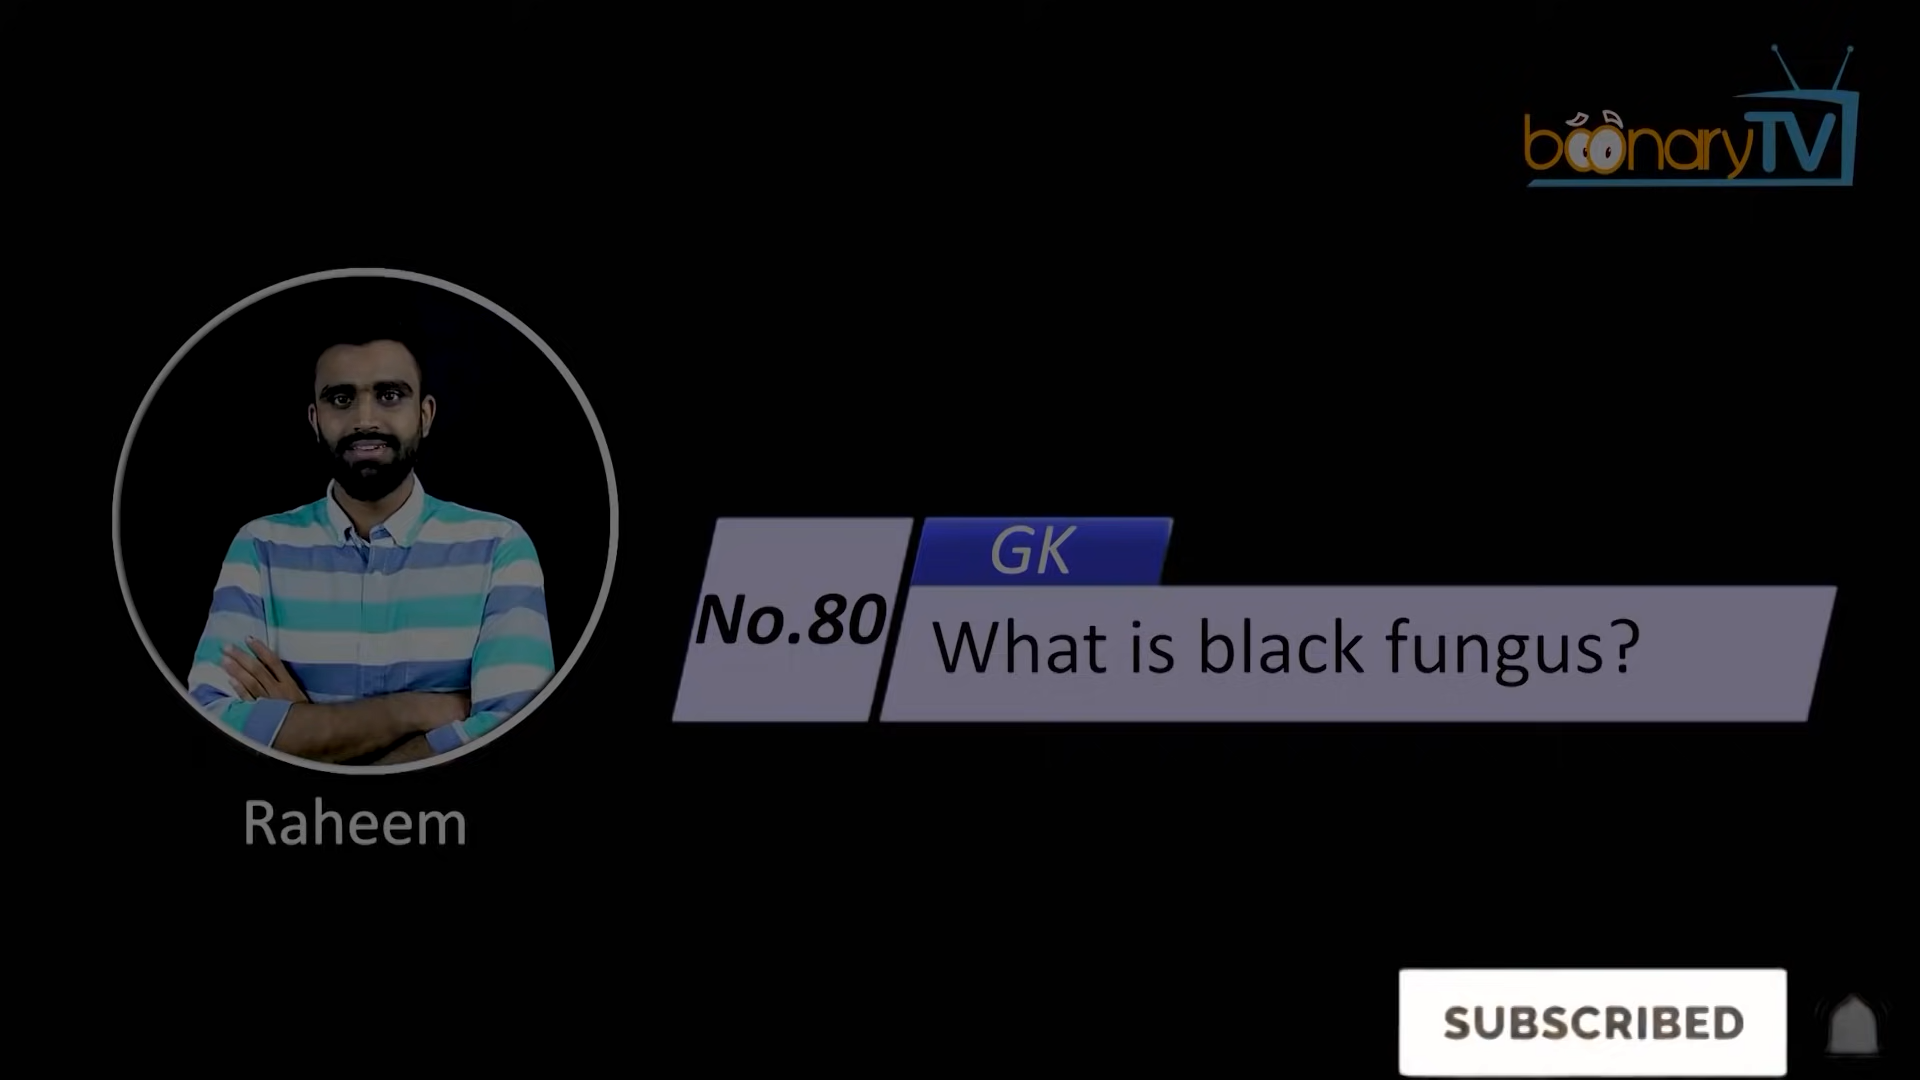 boonaryTV
GK
No.80
What is black fungus?
Raheem
SUBSCRIBED